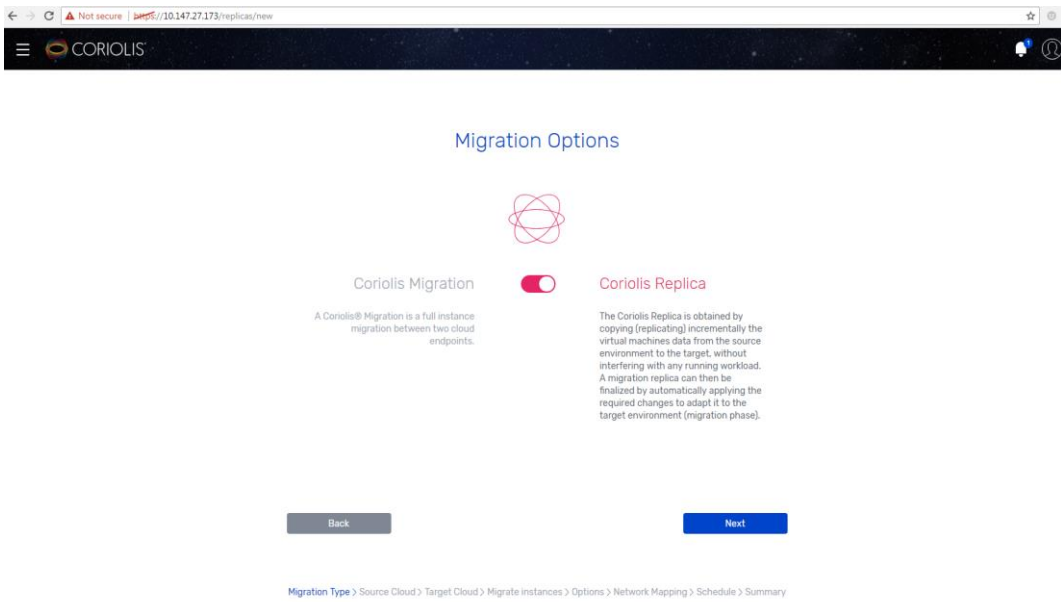 Not secure | https://10.147.27.173/replicas/new
CORIOLIS
1
Migration Options
Coriolis Migration
A Coriolis® Migration is a full instance
migration between two cloud
endpoints.
Coriolis Replica
The Coriolis Replica is obtained by
copying (replicating) incrementally the
virtual machines data from the source
environment to the target, without
interfering with any running workload.
A migration replica can then be
finalized by automatically applying the
required changes to adapt it to the
target environment (migration phase).
Back
Next
Migration Type > Source Cloud > Target Cloud > Migrate instances > Options > Network Mapping > Schedule > Summary